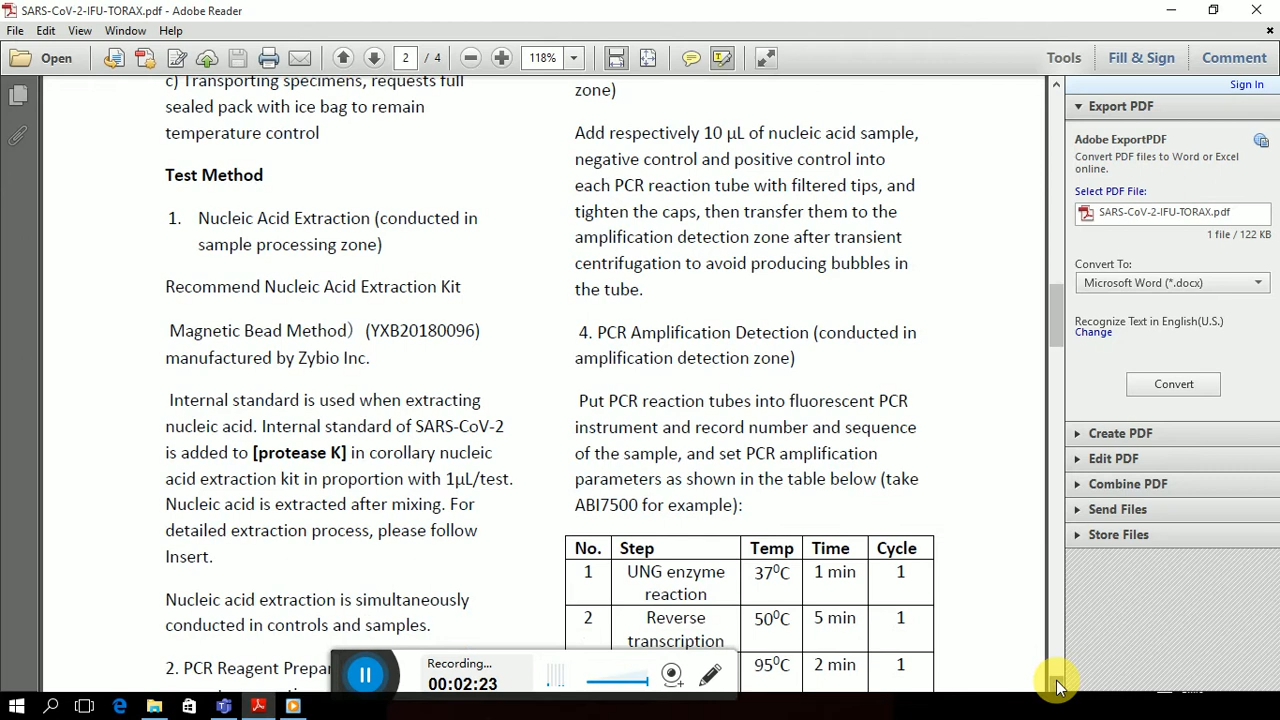 SARS-CoV-2-IFU-TORAX.pdf - Adobe Reader
File Edit View Window Help
Open 2 / 4 118% Tools Fill & Sign Comment
Sign In
c) Transporting specimens, requests full
sealed pack with ice bag to remain
temperature control
Test Method
1. Nucleic Acid Extraction (conducted in
sample processing zone)
Recommend Nucleic Acid Extraction Kit
Magnetic Bead Method）(YXB20180096)
manufactured by Zybio Inc.
Internal standard is used when extracting
nucleic acid. Internal standard of SARS-CoV-2
is added to [protease K] in corollary nucleic
acid extraction kit in proportion with 1µL/test.
Nucleic acid is extracted after mixing. For
detailed extraction process, please follow
Insert.
Nucleic acid extraction is simultaneously
conducted in controls and samples.
2. PCR Reagent Prepar
zone)
Add respectively 10 µL of nucleic acid sample,
negative control and positive control into
each PCR reaction tube with filtered tips, and
tighten the caps, then transfer them to the
amplification detection zone after transient
centrifugation to avoid producing bubbles in
the tube.
4. PCR Amplification Detection (conducted in
amplification detection zone)
Put PCR reaction tubes into fluorescent PCR
instrument and record number and sequence
of the sample, and set PCR amplification
parameters as shown in the table below (take
ABI7500 for example):
No. Step Temp Time Cycle
1 UNG enzyme reaction 37⁰C 1 min 1
2 Reverse transcription 50⁰C 5 min 1
95⁰C 2 min 1
Export PDF
Adobe ExportPDF
Convert PDF files to Word or Excel
online.
Select PDF File:
SARS-CoV-2-IFU-TORAX.pdf
1 file / 122 KB
Convert To:
Microsoft Word (*.docx)
Recognize Text in English(U.S.)
Change
Convert
Create PDF
Edit PDF
Combine PDF
Send Files
Store Files
Recording...
00:02:23